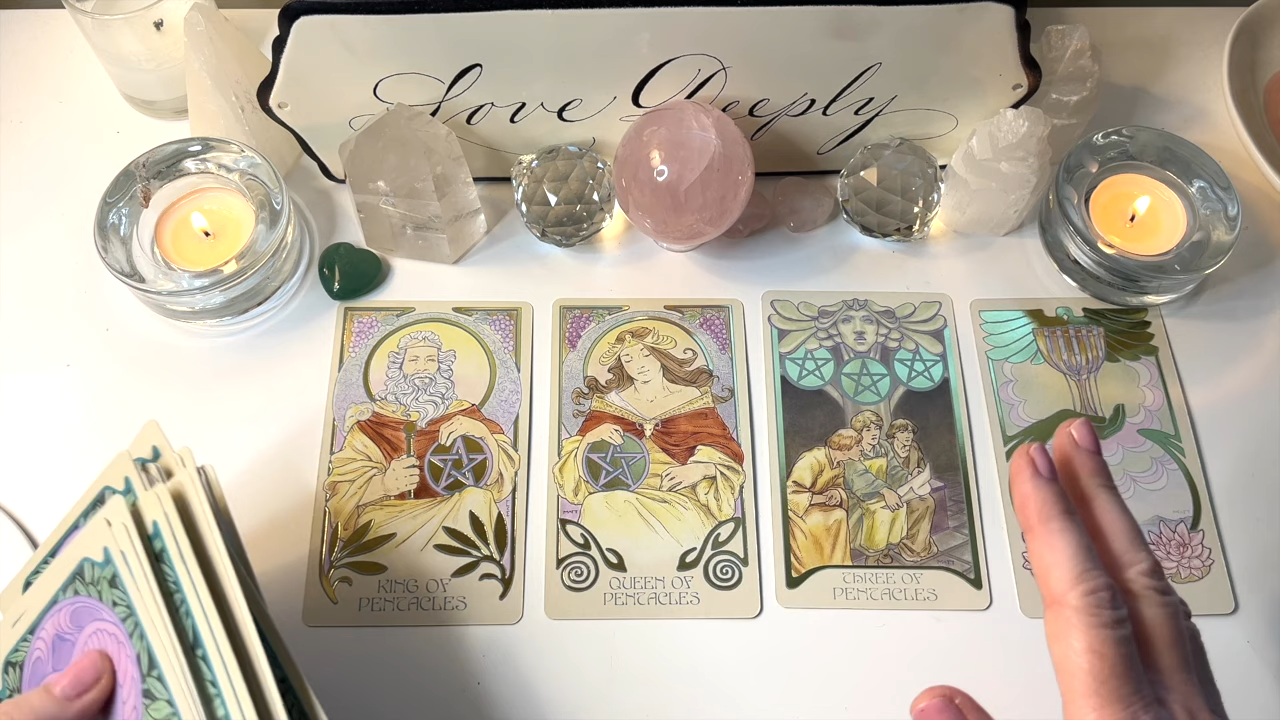 Love Deeply
KING OF
PENTACLES
QUEEN OF
PENTACLES
THREE OF
PENTACLES